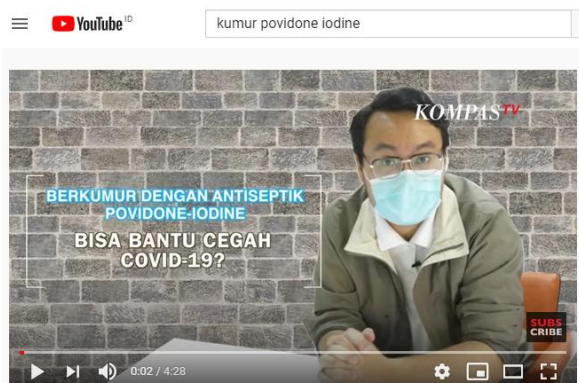 YouTube ID
kumur povidone iodine
KOMPAS TV
BERKUMUR DENGAN ANTISEPTIK
POVIDONE-IODINE
BISA BANTU CEGAH
COVID-19?
SUBS
CRIBE
0:02 / 4:28